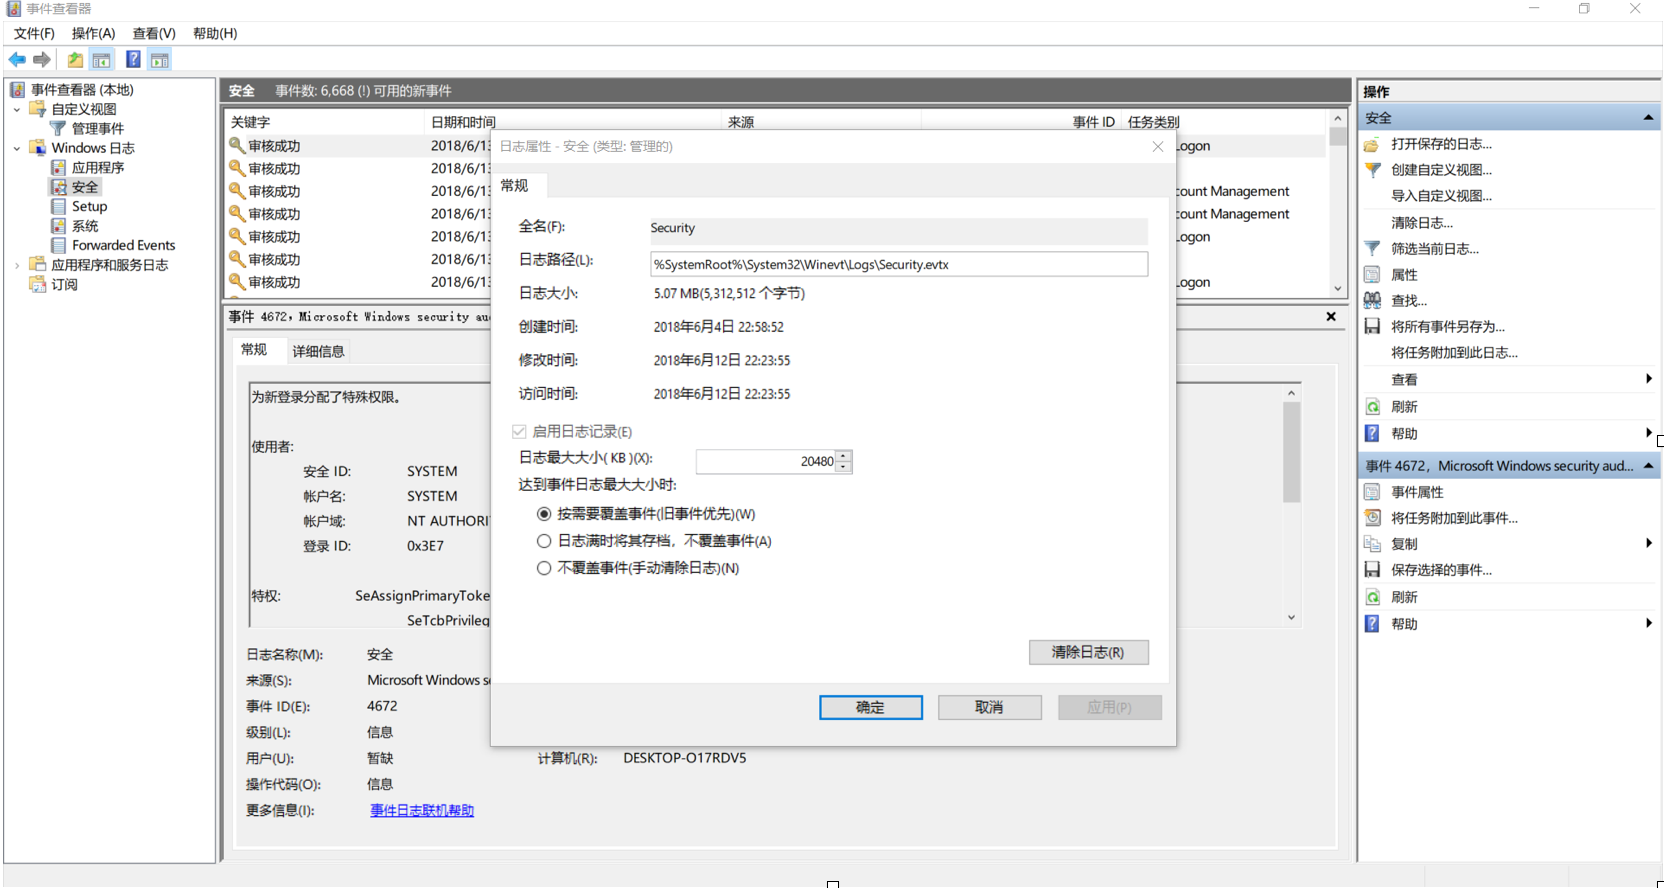 事件查看器
文件(F) 操作(A) 查看(V) 帮助(H)
事件查看器 (本地)
自定义视图
管理事件
Windows 日志
应用程序
安全
Setup
系统
Forwarded Events
应用程序和服务日志
订阅
安全 事件数: 6,668 (!) 可用的新事件
关键字 日期和时间 来源 事件 ID 任务类别
审核成功 2018/6/13 Logon
审核成功 2018/6/13
审核成功 2018/6/13 count Management
审核成功 2018/6/13 count Management
审核成功 2018/6/13 Logon
审核成功 2018/6/13
审核成功 2018/6/13 Logon
事件 4672, Microsoft Windows security au
常规 详细信息
为新登录分配了特殊权限。
使用者:
安全 ID: SYSTEM
帐户名: SYSTEM
帐户域: NT AUTHORI
登录 ID: 0x3E7
特权: SeAssignPrimaryToke
SeTcbPrivileg
日志名称(M): 安全
来源(S): Microsoft Windows s
事件 ID(E): 4672
级别(L): 信息
用户(U): 暂缺 计算机(R): DESKTOP-O17RDV5
操作代码(O): 信息
更多信息(I): 事件日志联机帮助
日志属性 - 安全 (类型: 管理的)
常规
全名(F): Security
日志路径(L): %SystemRoot%\System32\Winevt\Logs\Security.evtx
日志大小: 5.07 MB(5,312,512 个字节)
创建时间: 2018年6月4日 22:58:52
修改时间: 2018年6月12日 22:23:55
访问时间: 2018年6月12日 22:23:55
启用日志记录(E)
日志最大大小( KB )(X): 20480
达到事件日志最大大小时:
按需要覆盖事件(旧事件优先)(W)
日志满时将其存档，不覆盖事件(A)
不覆盖事件(手动清除日志)(N)
清除日志(R)
确定 取消 应用(P)
操作
安全
打开保存的日志...
创建自定义视图...
导入自定义视图...
清除日志...
筛选当前日志...
属性
查找...
将所有事件另存为...
将任务附加到此日志...
查看
刷新
帮助
事件 4672，Microsoft Windows security aud...
事件属性
将任务附加到此事件...
复制
保存选择的事件...
刷新
帮助